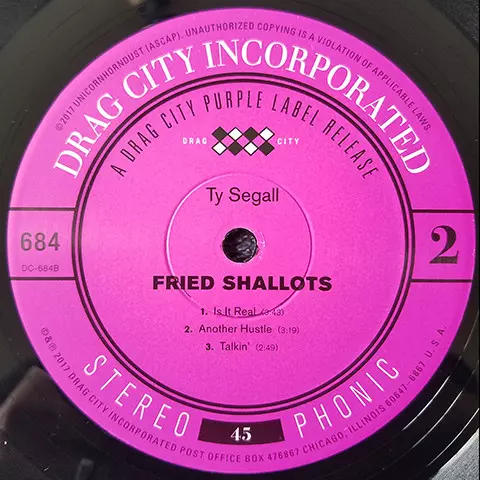 ©2017 UNICORNHORNDUST (ASCAP). UNAUTHORIZED COPYING IS A VIOLATION OF APPLICABLE LAWS.
DRAG CITY INCORPORATED
A DRAG CITY PURPLE LABEL RELEASE
DRAG CITY
Ty Segall
684
DC-684B
2
FRIED SHALLOTS
1. Is It Real (3:43)
2. Another Hustle (3:19)
3. Talkin' (2:49)
STEREO PHONIC
45
©&℗ 2017 DRAG CITY INCORPORATED POST OFFICE BOX 476867 CHICAGO, ILLINOIS 60647-6867 U.S.A.